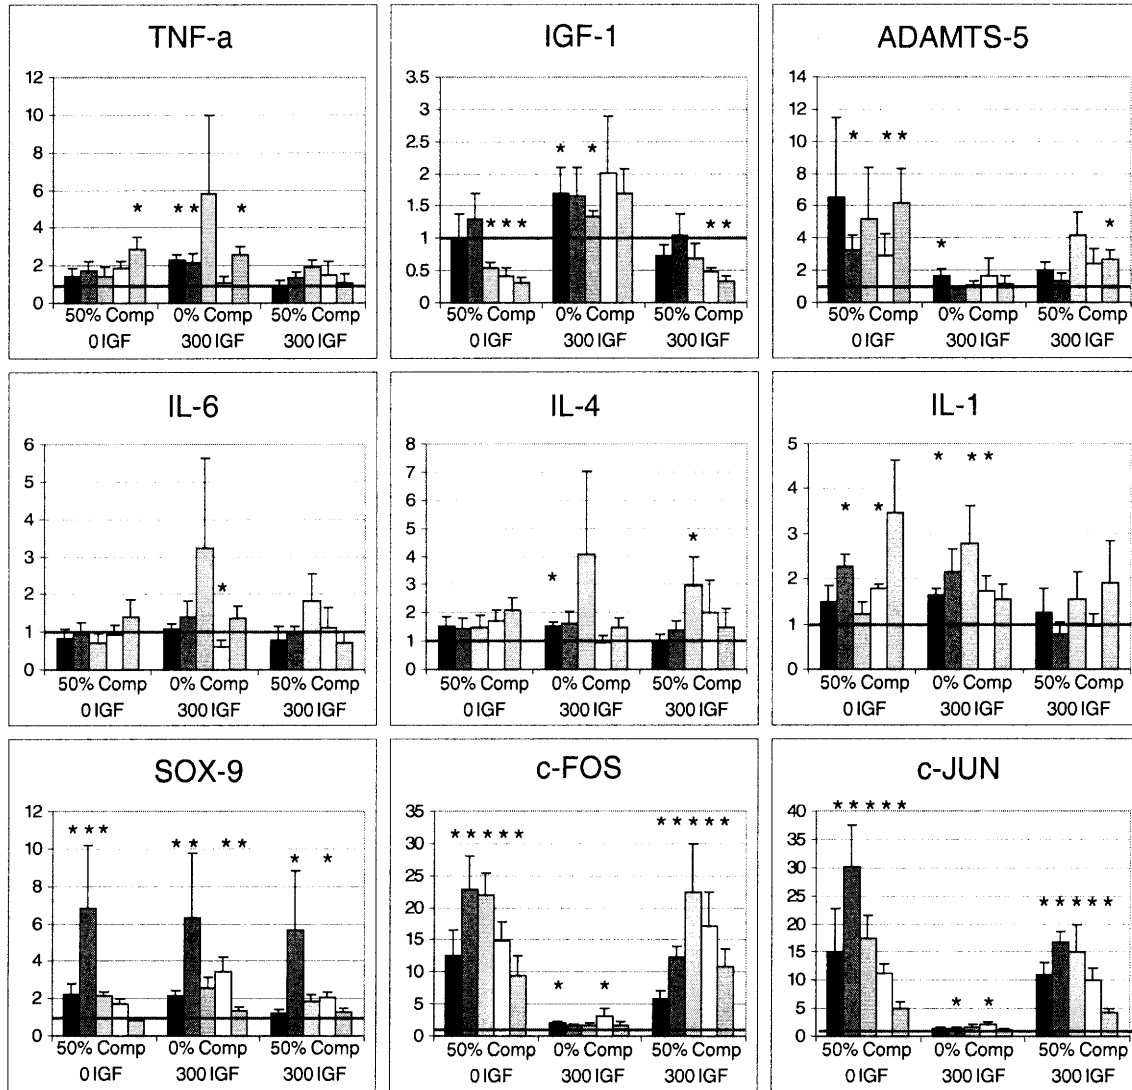 TNF-a IGF-1 ADAMTS-5
12
10
8
6
4
2
0
* * * *
50% Comp 0% Comp 50% Comp
0 IGF 300 IGF 300 IGF
3.5
3
2.5
2
1.5
1
0.5
0
* * * * * * *
50% Comp 0% Comp 50% Comp
0 IGF 300 IGF 300 IGF
14
12
10
8
6
4
2
0
* * * * *
50% Comp 0% Comp 50% Comp
0 IGF 300 IGF 300 IGF
IL-6 IL-4 IL-1
6
5
4
3
2
1
0
*
50% Comp 0% Comp 50% Comp
0 IGF 300 IGF 300 IGF
8
7
6
5
4
3
2
1
0
* *
50% Comp 0% Comp 50% Comp
0 IGF 300 IGF 300 IGF
5
4
3
2
1
0
* * * * *
50% Comp 0% Comp 50% Comp
0 IGF 300 IGF 300 IGF
SOX-9 c-FOS c-JUN
12
10
8
6
4
2
0
* * * * * * * * *
50% Comp 0% Comp 50% Comp
0 IGF 300 IGF 300 IGF
35
30
25
20
15
10
5
0
* * * * * * * * * * * *
50% Comp 0% Comp 50% Comp
0 IGF 300 IGF 300 IGF
40
35
30
25
20
15
10
5
0
* * * * * * * * * * * *
50% Comp 0% Comp 50% Comp
0 IGF 300 IGF 300 IGF